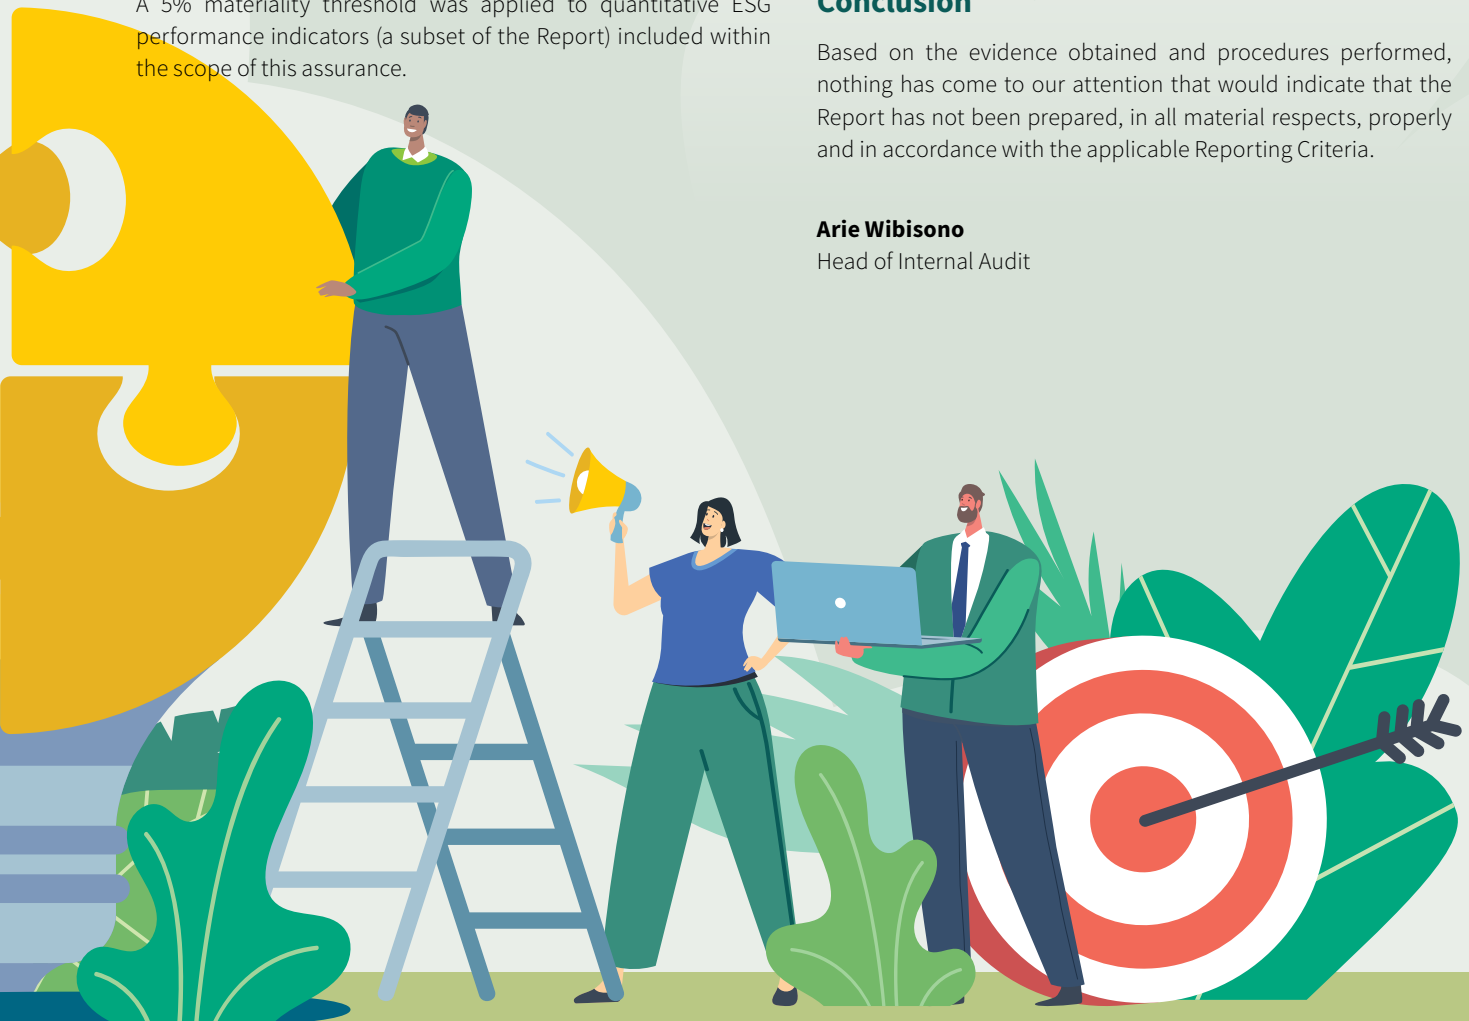 A 5% materiality threshold was applied to quantitative ESG
performance indicators (a subset of the Report) included within
the scope of this assurance.
Conclusion
Based on the evidence obtained and procedures performed,
nothing has come to our attention that would indicate that the
Report has not been prepared, in all material respects, properly
and in accordance with the applicable Reporting Criteria.
Arie Wibisono
Head of Internal Audit